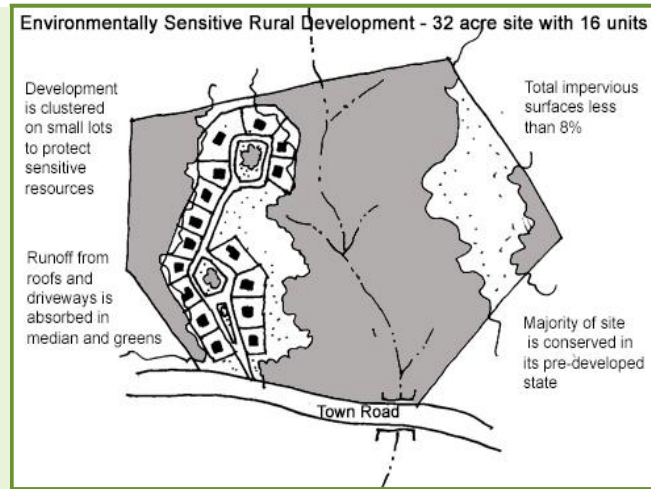 Environmentally Sensitive Rural Development - 32 acre site with 16 units
Development
is clustered
on small lots
to protect
sensitive
resources
Total impervious
surfaces less
than 8%
Runoff from
roofs and
driveways is
absorbed in
median and greens
Majority of site
is conserved in
its pre-developed
state
Town Road